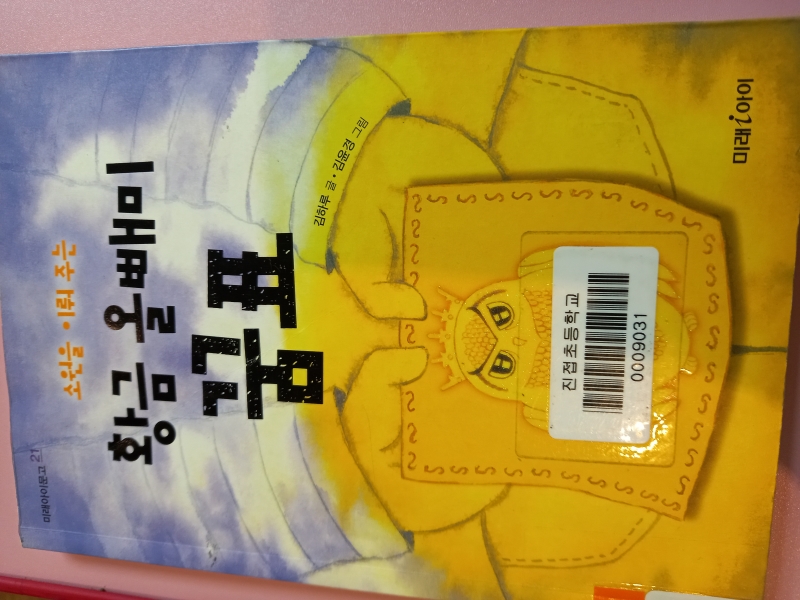 미래아이문고 21
소원을 이뤄 주는
황금 올빼미
꿈표
김하루 글 · 김윤경 그림
진접초등학교
0009031
미래i아이